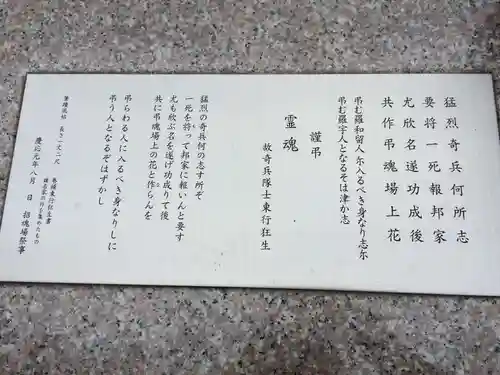 猛烈奇兵何所志
要将一死報邦家
尤欣名遂功成後
共作弔魂場上花
弔む羅和留人尓入るべき身なり志尓
弔む羅宇人となるそは津か志
謹弔
霊魂
故奇兵隊士東行狂生
猛烈の奇兵何の志す所ぞ
一死を将って邦家に報いんと要す
尤も欣ぶ名を遂げ功成りて後
共に弔魂場上の花と作らんを
弔らわる人に入るべき身なりしに
弔う人となるぞはずかし
慶応元年八月 日 招魂場祭事